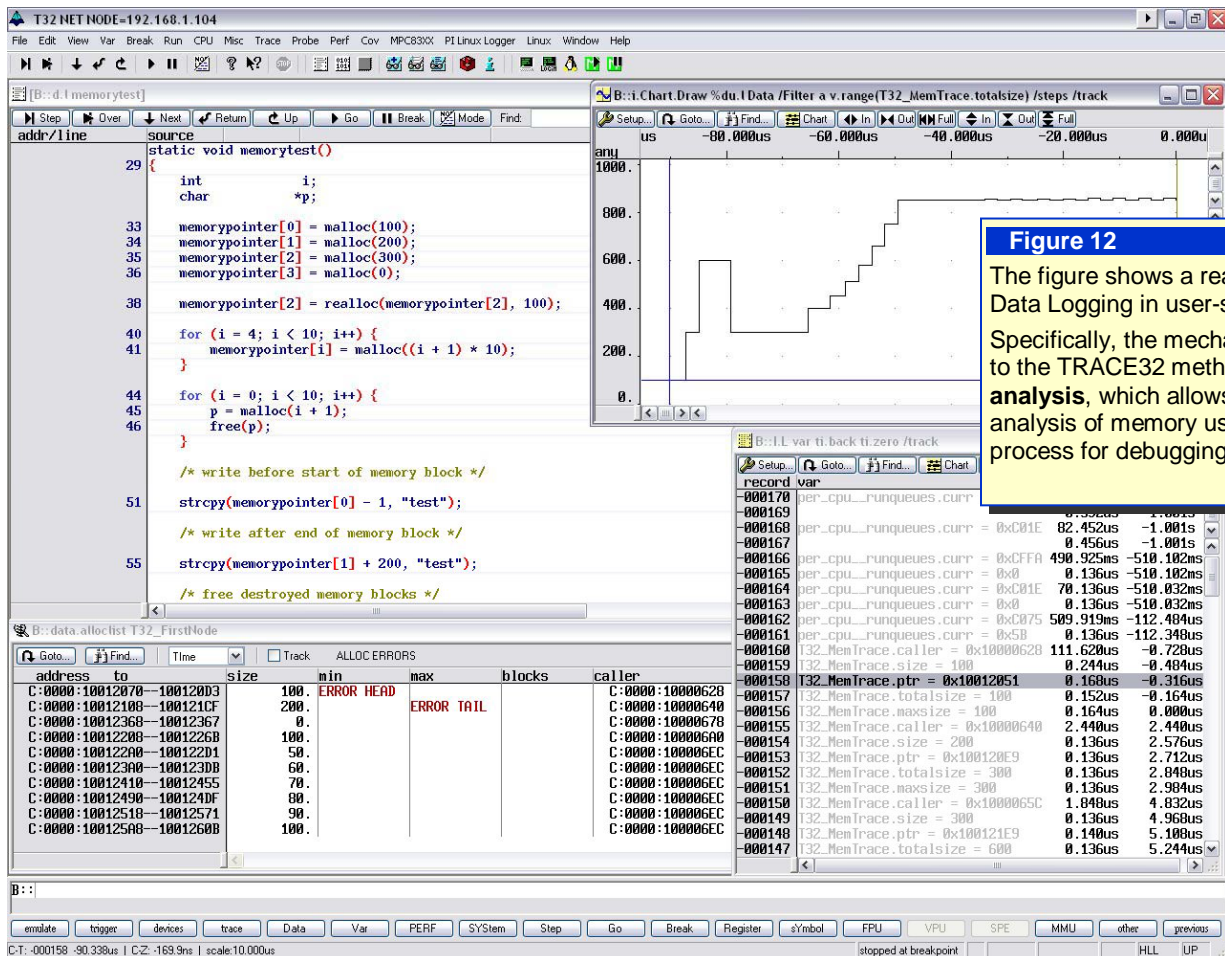 T32 NET NODE=192.168.1.104
File Edit View Var Break Run CPU Misc Trace Probe Perf Cov MPC83XX PI Linux Logger Linux Window Help
[B::d.l memorytest]
Step Over Next Return Up Go Break Mode Find:
addr/line source
static void memorytest()
29 {
int i;
char *p;
33 memorypointer[0] = malloc(100);
34 memorypointer[1] = malloc(200);
35 memorypointer[2] = malloc(300);
36 memorypointer[3] = malloc(0);
38 memorypointer[2] = realloc(memorypointer[2], 100);
40 for (i = 4; i < 10; i++) {
41 memorypointer[i] = malloc((i + 1) * 10);
}
44 for (i = 0; i < 10; i++) {
45 p = malloc(i + 1);
46 free(p);
}
/* write before start of memory block */
51 strcpy(memorypointer[0] - 1, "test");
/* write after end of memory block */
55 strcpy(memorypointer[1] + 200, "test");
/* free destroyed memory blocks */
B::i.Chart.Draw %du.l Data /Filter a v.range(T32_MemTrace.totalsize) /steps /track
Setup... Goto... Find... Chart In Out Full In Out Full
us -80.000us -60.000us -40.000us -20.000us 0.000u
any
1000.
800.
600.
400.
200.
0.
Figure 12
The figure shows a rea
Data Logging in user-s
Specifically, the mecha
to the TRACE32 meth
analysis, which allows
analysis of memory us
process for debugging
B::l.L var ti.back ti.zero /track
Setup... Goto... Find... Chart
record var
-000170 per_cpu__runqueues.curr
-000169
-000168 per_cpu__runqueues.curr = 0xC01E 82.452us -1.001s
-000167 0.456us -1.001s
-000166 per_cpu__runqueues.curr = 0xCFFA 490.925ms -510.102ms
-000165 per_cpu__runqueues.curr = 0x0 0.136us -510.102ms
-000164 per_cpu__runqueues.curr = 0xC01E 70.136us -510.032ms
-000163 per_cpu__runqueues.curr = 0x0 0.136us -510.032ms
-000162 per_cpu__runqueues.curr = 0xC075 509.919ms -112.484us
-000161 per_cpu__runqueues.curr = 0x5B 0.136us -112.348us
-000160 T32_MemTrace.caller = 0x10000628 111.620us -0.728us
-000159 T32_MemTrace.size = 100 0.244us -0.484us
-000158 T32_MemTrace.ptr = 0x10012051 0.168us -0.316us
-000157 T32_MemTrace.totalsize = 100 0.152us -0.164us
-000156 T32_MemTrace.maxsize = 100 0.164us 0.000us
-000155 T32_MemTrace.caller = 0x10000640 2.440us 2.440us
-000154 T32_MemTrace.size = 200 0.136us 2.576us
-000153 T32_MemTrace.ptr = 0x100120E9 0.136us 2.712us
-000152 T32_MemTrace.totalsize = 300 0.136us 2.848us
-000151 T32_MemTrace.maxsize = 300 0.136us 2.984us
-000150 T32_MemTrace.caller = 0x1000065C 1.848us 4.832us
-000149 T32_MemTrace.size = 300 0.136us 4.968us
-000148 T32_MemTrace.ptr = 0x100121E9 0.140us 5.108us
-000147 T32_MemTrace.totalsize = 600 0.136us 5.244us
B::data.alloclist T32_FirstNode
Goto... Find... Time Track ALLOC ERRORS
address to size min max blocks caller
C:0000:10012070--100120D3 100. ERROR HEAD C:0000:10000628
C:0000:10012108--100121CF 200. ERROR TAIL C:0000:10000640
C:0000:10012368--10012367 0. C:0000:10000678
C:0000:10012208--1001226B 100. C:0000:100006A0
C:0000:100122A0--100122D1 50. C:0000:100006EC
C:0000:100123A0--100123DB 60. C:0000:100006EC
C:0000:10012410--10012455 70. C:0000:100006EC
C:0000:10012490--100124DF 80. C:0000:100006EC
C:0000:10012518--10012571 90. C:0000:100006EC
C:0000:100125A8--1001260B 100. C:0000:100006EC
B::
emulate trigger devices trace Data Var PERF SYStem Step Go Break Register sYmbol FPU VPU SPE MMU other previous
C-T: -000158 -90.338us | C-Z: -169.9ns | scale:10.000us stopped at breakpoint HLL UP